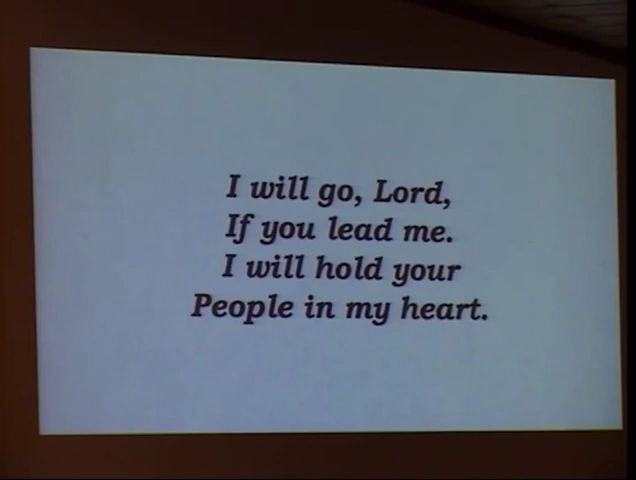 I will go, Lord,
If you lead me.
I will hold your
People in my heart.